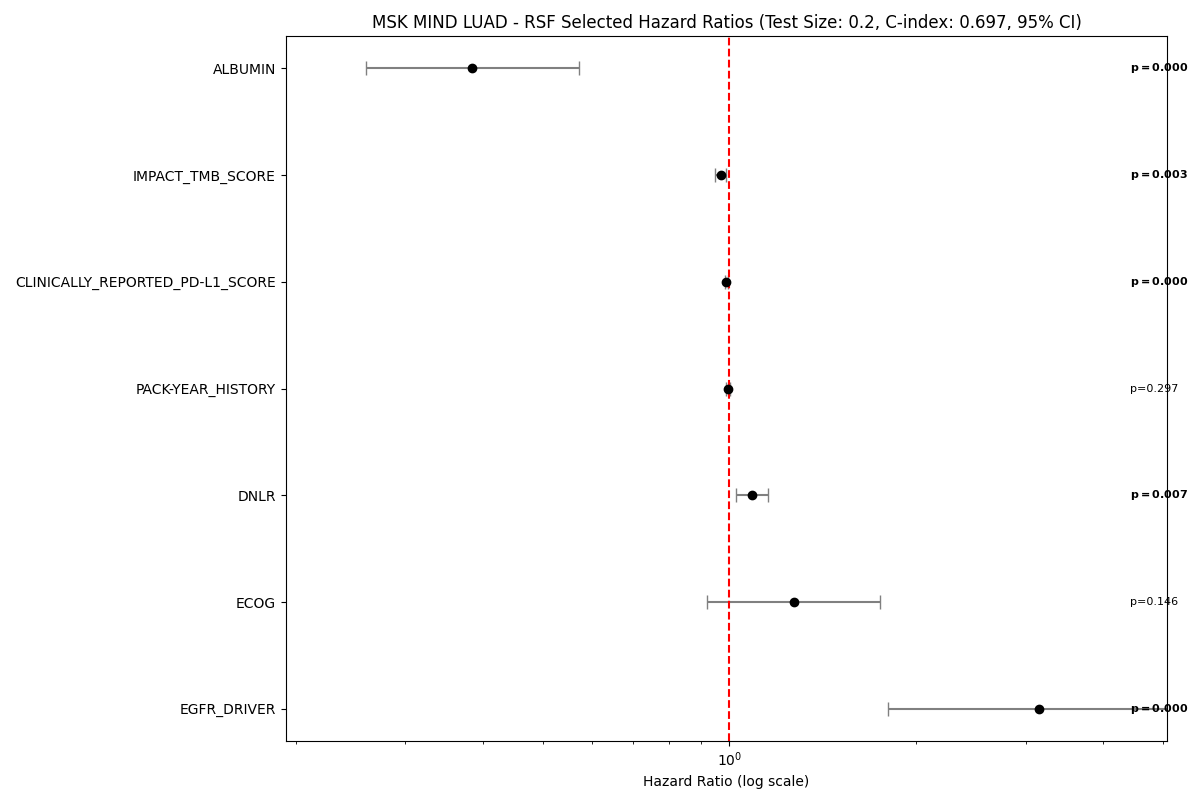 MSK MIND LUAD - RSF Selected Hazard Ratios (Test Size: 0.2, C-index: 0.697, 95% CI)
ALBUMIN p=0.000
IMPACT_TMB_SCORE p=0.003
CLINICALLY_REPORTED_PD-L1_SCORE p=0.000
PACK-YEAR_HISTORY p=0.297
DNLR p=0.007
ECOG p=0.146
EGFR_DRIVER p=0.000
10⁰
Hazard Ratio (log scale)